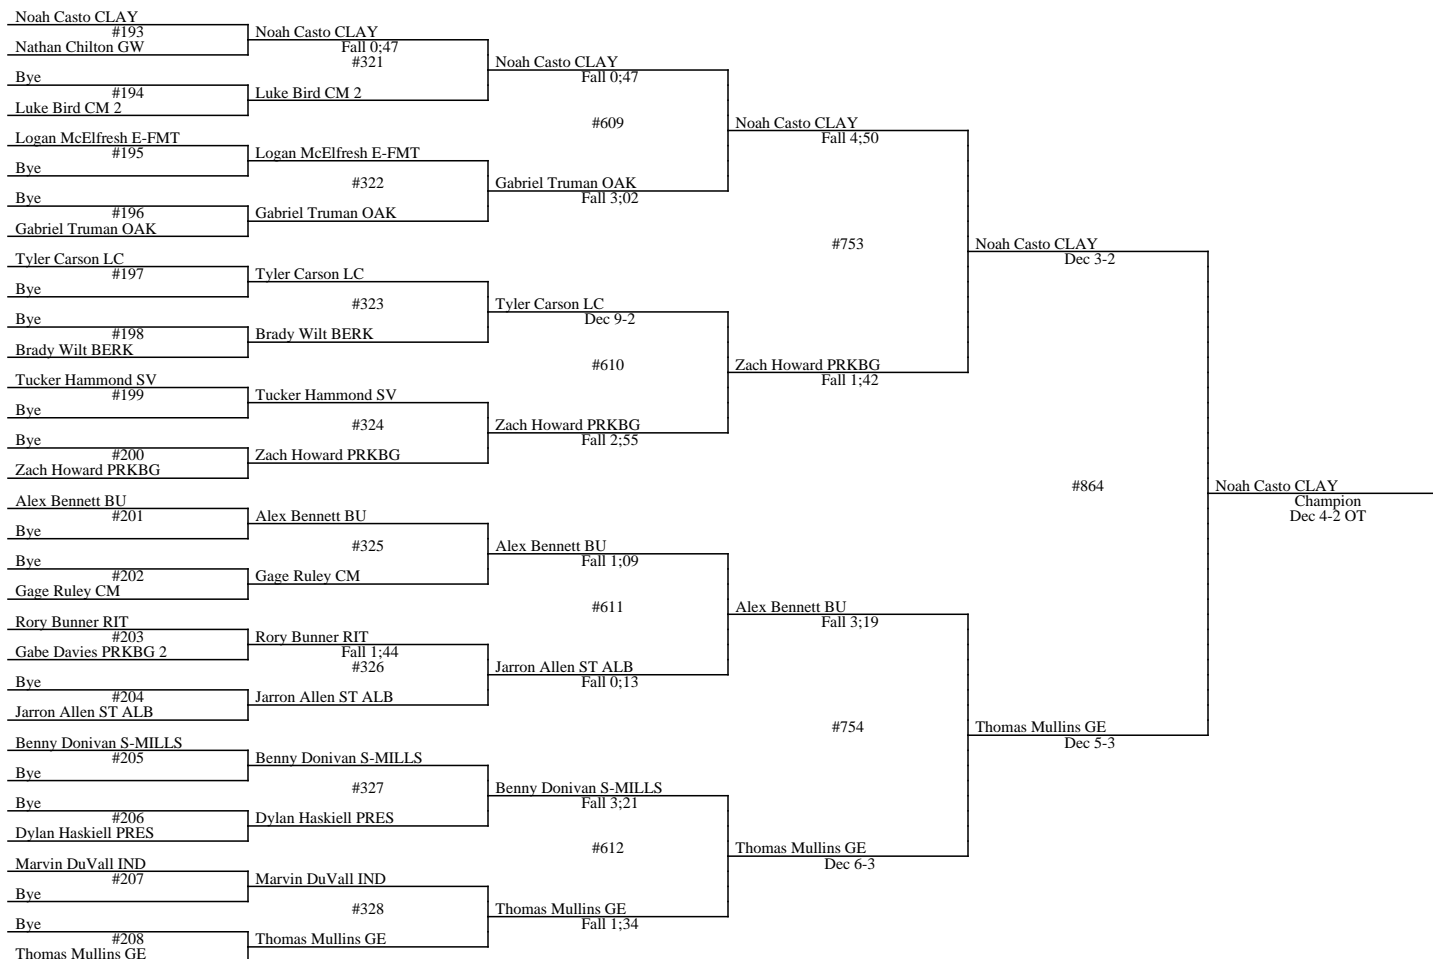 Noah Casto CLAY
#193
Nathan Chilton GW
Bye
#194
Luke Bird CM 2
Logan McElfresh E-FMT
#195
Bye
Bye
#196
Gabriel Truman OAK
Tyler Carson LC
#197
Bye
Bye
#198
Brady Wilt BERK
Tucker Hammond SV
#199
Bye
Bye
#200
Zach Howard PRKBG
Alex Bennett BU
#201
Bye
Bye
#202
Gage Ruley CM
Rory Bunner RIT
#203
Gabe Davies PRKBG 2
Bye
#204
Jarron Allen ST ALB
Benny Donivan S-MILLS
#205
Bye
Bye
#206
Dylan Haskiell PRES
Marvin DuVall IND
#207
Bye
Bye
#208
Thomas Mullins GE
Noah Casto CLAY
Fall 0;47
#321
Luke Bird CM 2
Logan McElfresh E-FMT
#322
Gabriel Truman OAK
Tyler Carson LC
#323
Brady Wilt BERK
Tucker Hammond SV
#324
Zach Howard PRKBG
Alex Bennett BU
#325
Gage Ruley CM
Rory Bunner RIT
Fall 1;44
#326
Jarron Allen ST ALB
Benny Donivan S-MILLS
#327
Dylan Haskiell PRES
Marvin DuVall IND
#328
Thomas Mullins GE
Noah Casto CLAY
Fall 0;47
#609
Gabriel Truman OAK
Fall 3;02
Tyler Carson LC
Dec 9-2
#610
Zach Howard PRKBG
Fall 2;55
Alex Bennett BU
Fall 1;09
#611
Jarron Allen ST ALB
Fall 0;13
Benny Donivan S-MILLS
Fall 3;21
#612
Thomas Mullins GE
Fall 1;34
Noah Casto CLAY
Fall 4;50
#753
Zach Howard PRKBG
Fall 1;42
Alex Bennett BU
Fall 3;19
#754
Thomas Mullins GE
Dec 6-3
Noah Casto CLAY
Dec 3-2
#864
Thomas Mullins GE
Dec 5-3
Noah Casto CLAY
Champion
Dec 4-2 OT